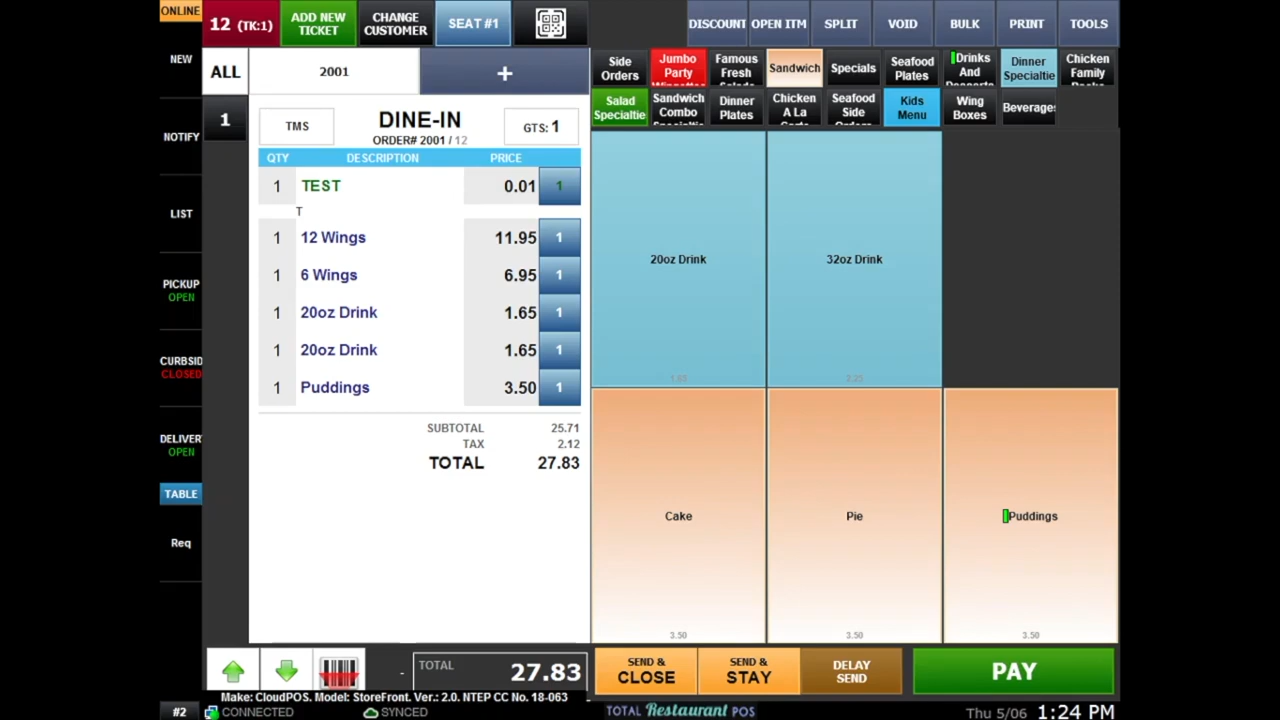 ONLINE
12 (TK:1)
ADD NEW
TICKET
CHANGE
CUSTOMER
SEAT #1
DISCOUNT
OPEN ITM
SPLIT
VOID
BULK
PRINT
TOOLS
NEW
NOTIFY
LIST
PICKUP
OPEN
CURBSID
CLOSED
DELIVER
OPEN
TABLE
Req
ALL
2001
+
1
TMS
DINE-IN
ORDER# 2001 / 12
GTS: 1
QTY DESCRIPTION PRICE
1 TEST 0.01 1
T
1 12 Wings 11.95 1
1 6 Wings 6.95 1
1 20oz Drink 1.65 1
1 20oz Drink 1.65 1
1 Puddings 3.50 1
SUBTOTAL 25.71
TAX 2.12
TOTAL 27.83
Side
Orders
Jumbo
Party
Famous
Fresh
Sandwich
Specials
Seafood
Plates
Drinks
And
Dinner
Specialtie
Chicken
Family
Salad
Specialtie
Sandwich
Combo
Dinner
Plates
Chicken
A La
Seafood
Side
Kids
Menu
Wing
Boxes
Beverages
20oz Drink
1.65
32oz Drink
2.25
Cake
3.50
Pie
3.50
Puddings
3.50
-
TOTAL 27.83
SEND &
CLOSE
SEND &
STAY
DELAY
SEND
PAY
Make: CloudPOS. Model: StoreFront. Ver.: 2.0. NTEP CC No. 18-063
#2 CONNECTED SYNCED
TOTAL Restaurant POS
Thu 5/06 1:24 PM